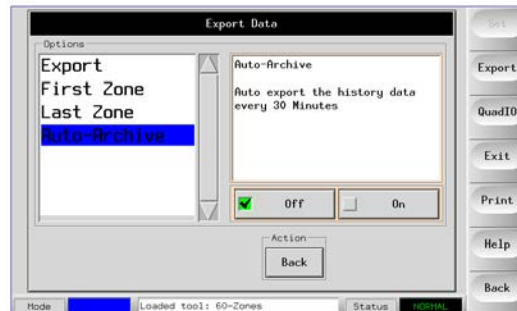 Export Data
Options
Export
First Zone
Last Zone
Auto-Archive
Auto-Archive
Auto export the history data
every 30 Minutes
Off
On
Action
Back
Set
Export
QuadIO
Exit
Print
Help
Back
Mode
Loaded tool: 60-Zones
Status
NORMAL